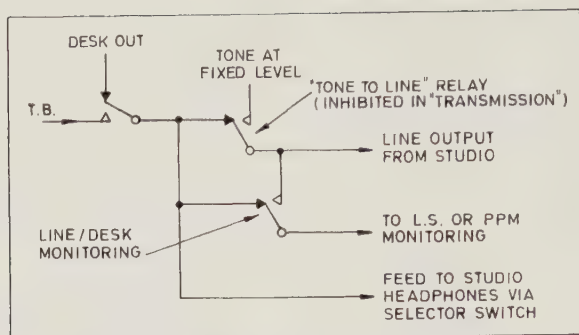 DESK OUT
TONE AT
FIXED LEVEL
"TONE TO LINE" RELAY
(INHIBITED IN "TRANSMISSION")
T.B.
LINE OUTPUT
FROM STUDIO
LINE / DESK
MONITORING
TO L.S. OR PPM
MONITORING
FEED TO STUDIO
HEADPHONES VIA
SELECTOR SWITCH